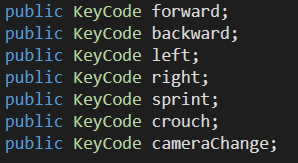 public KeyCode forward;
public KeyCode backward;
public KeyCode left;
public KeyCode right;
public KeyCode sprint;
public KeyCode crouch;
public KeyCode cameraChange;